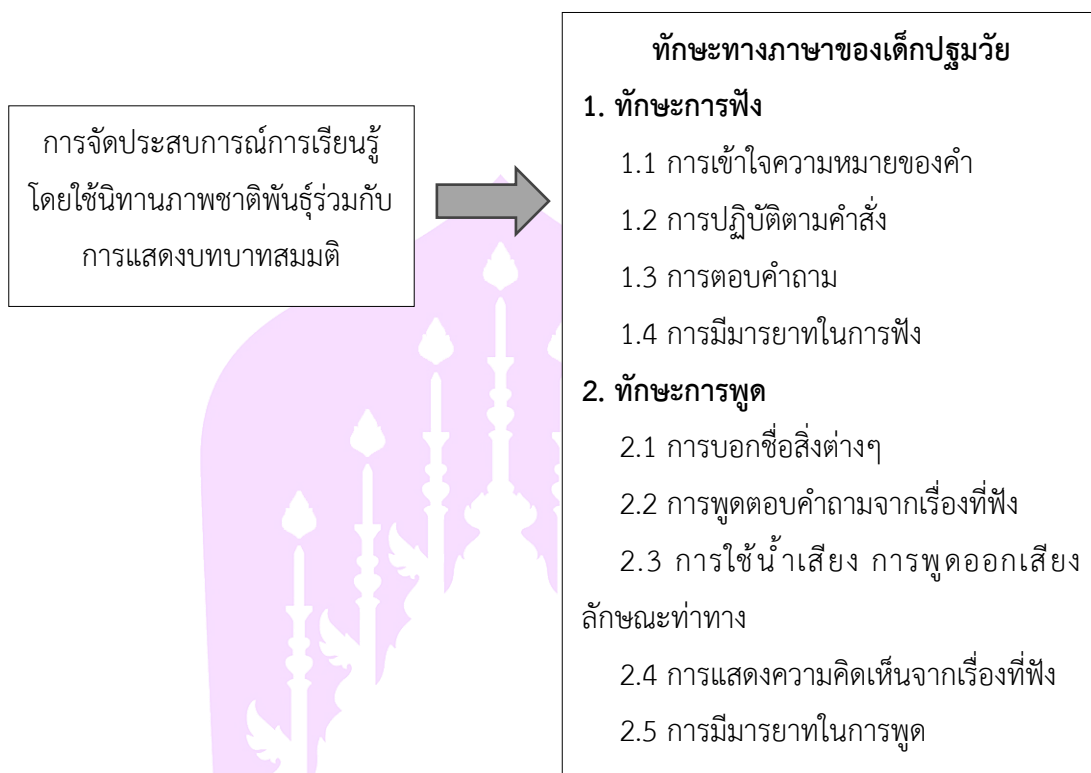 การจัดประสบการณ์การเรียนรู้
โดยใช้นิทานภาพชาติพันธุ์ร่วมกับ
การแสดงบทบาทสมมติ
ทักษะทางภาษาของเด็กปฐมวัย
1. ทักษะการฟัง
1.1 การเข้าใจความหมายของคำ
1.2 การปฏิบัติตามคำสั่ง
1.3 การตอบคำถาม
1.4 การมีมารยาทในการฟัง
2. ทักษะการพูด
2.1 การบอกชื่อสิ่งต่างๆ
2.2 การพูดตอบคำถามจากเรื่องที่ฟัง
2.3 การใช้น้ำเสียง การพูดออกเสียง
ลักษณะท่าทาง
2.4 การแสดงความคิดเห็นจากเรื่องที่ฟัง
2.5 การมีมารยาทในการพูด